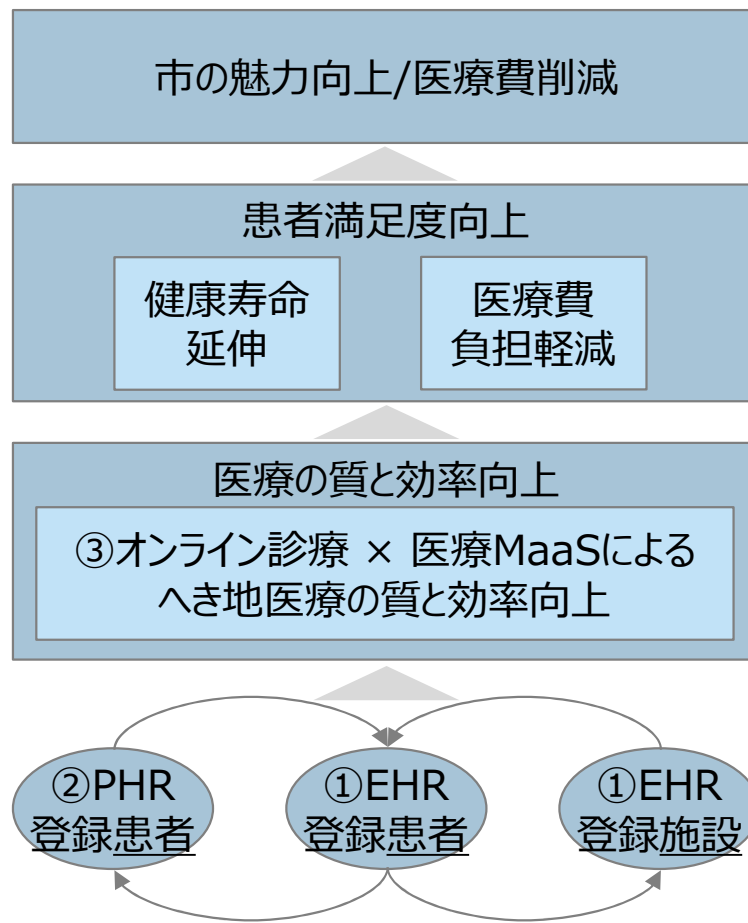 市の魅力向上/医療費削減
患者満足度向上
健康寿命
延伸
医療費
負担軽減
医療の質と効率向上
③オンライン診療 × 医療MaaSによる
へき地医療の質と効率向上
②PHR
登録患者
①EHR
登録患者
①EHR
登録施設